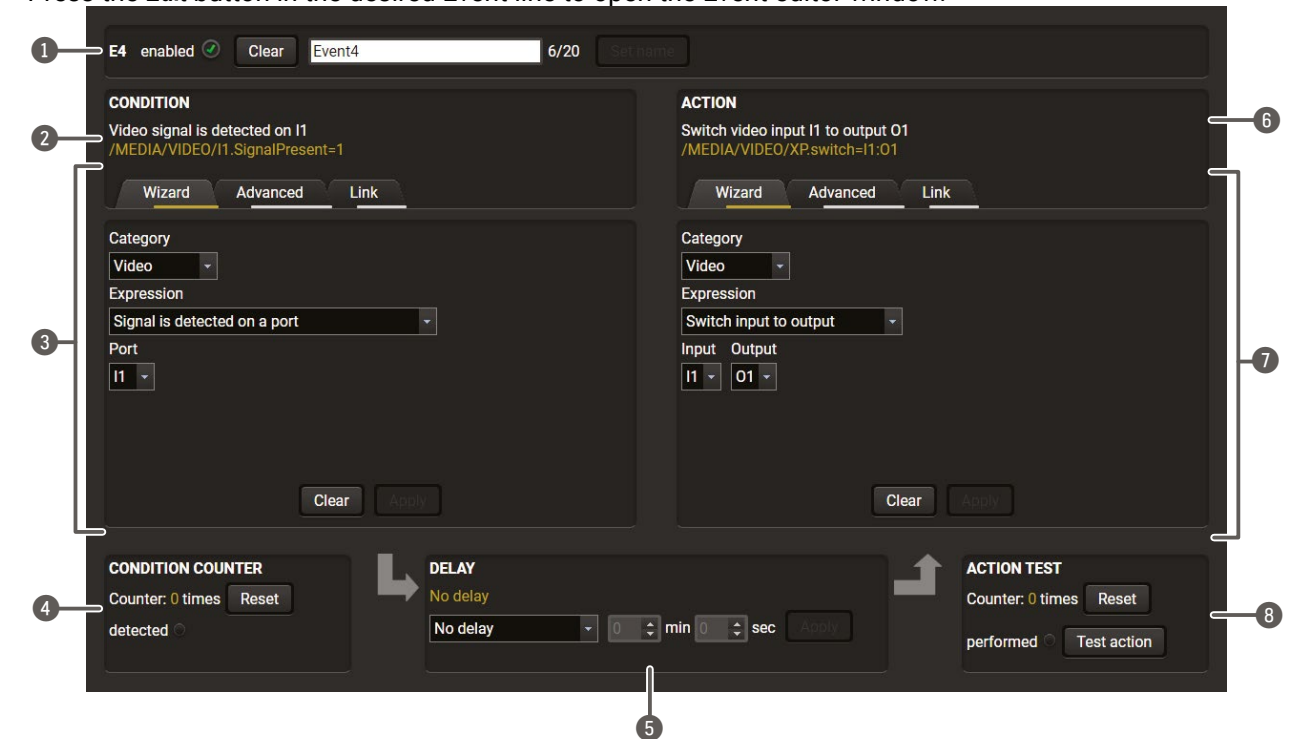 Press the Edit button in the desired Event line to open the Event editor window.
1 E4 enabled Clear Event4 6/20 Set name
CONDITION
2 Video signal is detected on I1
/MEDIA/VIDEO/I1.SignalPresent=1
Wizard Advanced Link
3 Category
Video
Expression
Signal is detected on a port
Port
I1
Clear Apply
ACTION
Switch video input I1 to output O1 6
/MEDIA/VIDEO/XP.switch=I1:O1
Wizard Advanced Link
Category
Video
Expression
Switch input to output
Input Output 7
I1 O1
Clear Apply
CONDITION COUNTER
4 Counter: 0 times Reset
detected
DELAY
No delay
No delay 0 min 0 sec Apply
5
ACTION TEST
Counter: 0 times Reset 8
performed Test action